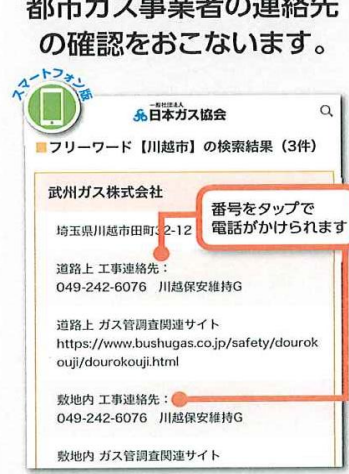 都市ガス事業者の連絡先
の確認をおこないます。
スマートフォン版
一般社団法人
日本ガス協会
■フリーワード【川越市】の検索結果（3件）
武州ガス株式会社
埼玉県川越市田町32-12
番号をタップで
電話がかけられます
道路上 工事連絡先：
049-242-6076 川越保安維持G
道路上 ガス管調査関連サイト
https://www.bushugas.co.jp/safety/dourok
ouji/dourokouji.html
敷地内 工事連絡先：
049-242-6076 川越保安維持G
敷地内 ガス管調査関連サイト